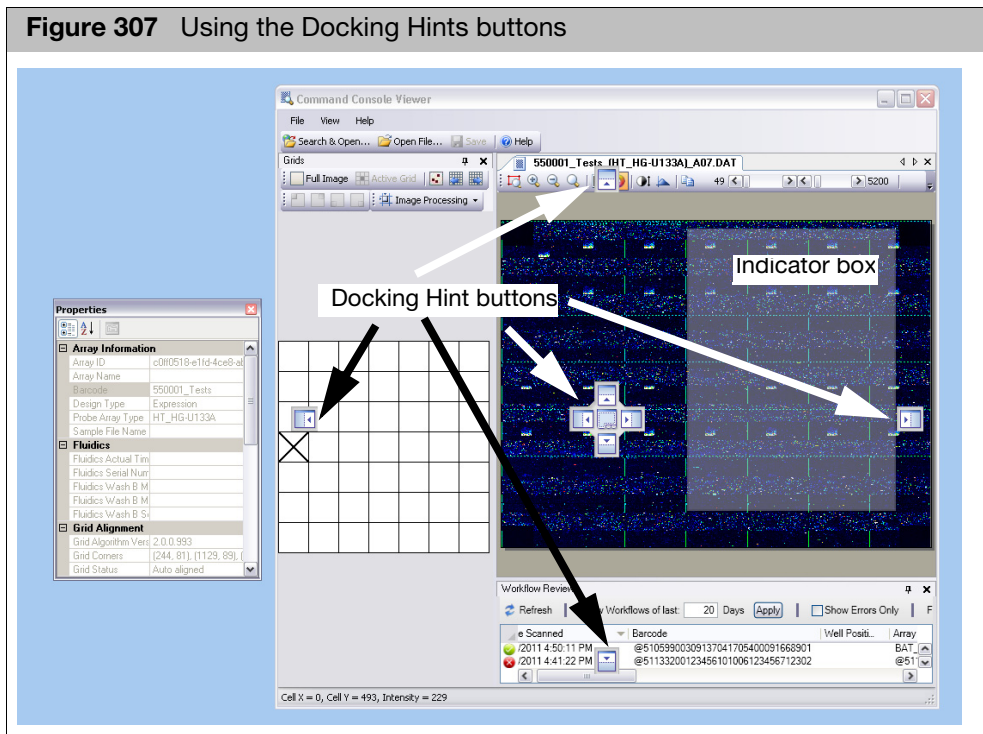 Figure 307 Using the Docking Hints buttons
Command Console Viewer
File View Help
Search & Open... Open File... Save Help
Grids
550001_Tests (HT_HG-U133A)_A07.DAT
Full Image Active Grid
49 5200
Image Processing
Indicator box
Docking Hint buttons
Properties
Array Information
Array ID c0ff0518-e1fd-4ce8-a
Array Name
Barcode 550001_Tests
Design Type Expression
Probe Array Type HT_HG-U133A
Sample File Name
Fluidics
Fluidics Actual Tim
Fluidics Serial Num
Fluidics Wash B M
Fluidics Wash B M
Fluidics Wash B S
Grid Alignment
Grid Algorithm Vers 2.0.0.993
Grid Corners (244, 81), (1129, 89), (
Grid Status Auto aligned
Workflow Review
Refresh Workflows of last: 20 Days Apply Show Errors Only F
e Scanned Barcode Well Positi... Array
/2011 4:50:11 PM @51059900309137041705400091668901 BAT_
/2011 4:41:22 PM @51133200123456101006123456712302 @51
Cell X = 0, Cell Y = 493, Intensity = 229